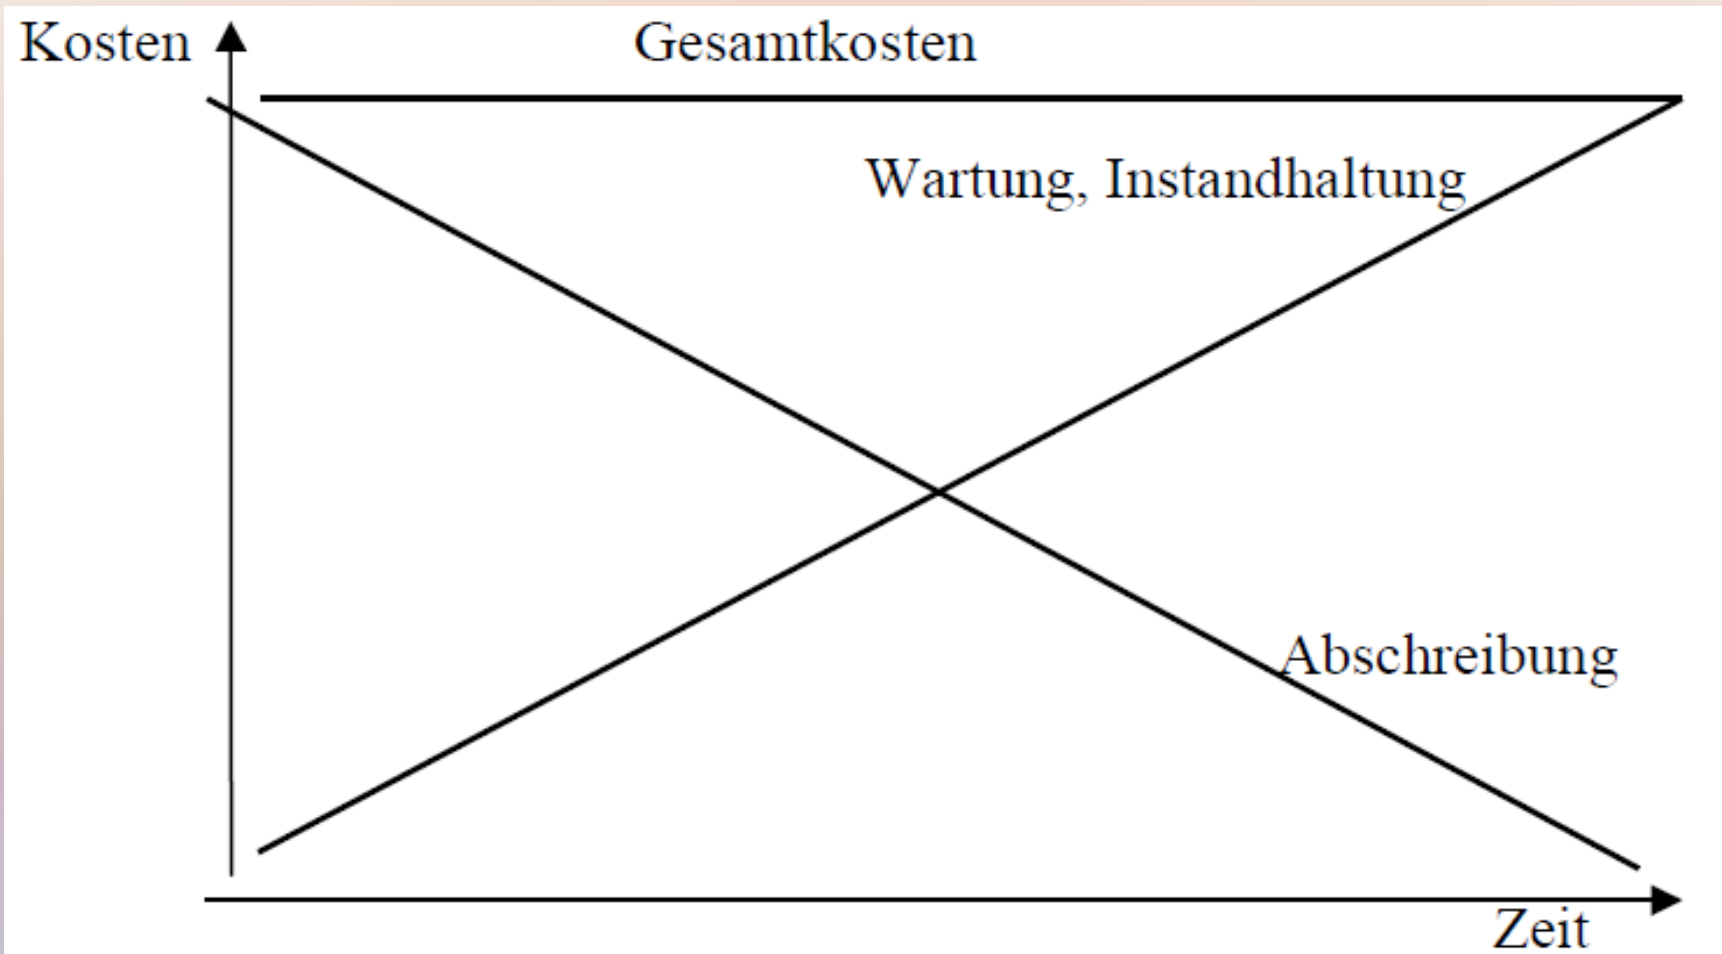 Kosten
Gesamtkosten
Wartung, Instandhaltung
Abschreibung
Zeit